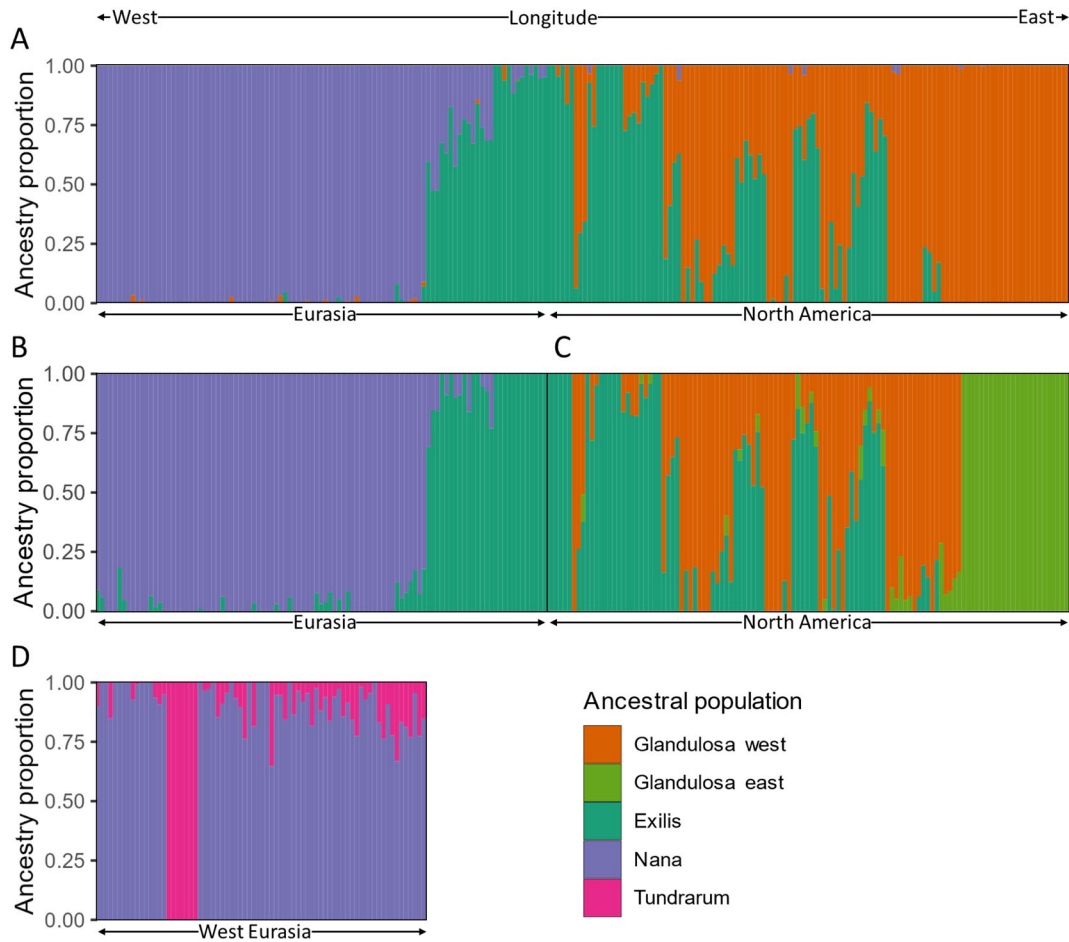 West Longitude East
A
1.00
0.75
0.50
0.25
0.00
Ancestry proportion
Eurasia North America
B C
1.00
0.75
0.50
0.25
0.00
Ancestry proportion
Eurasia North America
D
1.00
0.75
0.50
0.25
0.00
Ancestry proportion
West Eurasia
Ancestral population
Glandulosa west
Glandulosa east
Exilis
Nana
Tundrarum